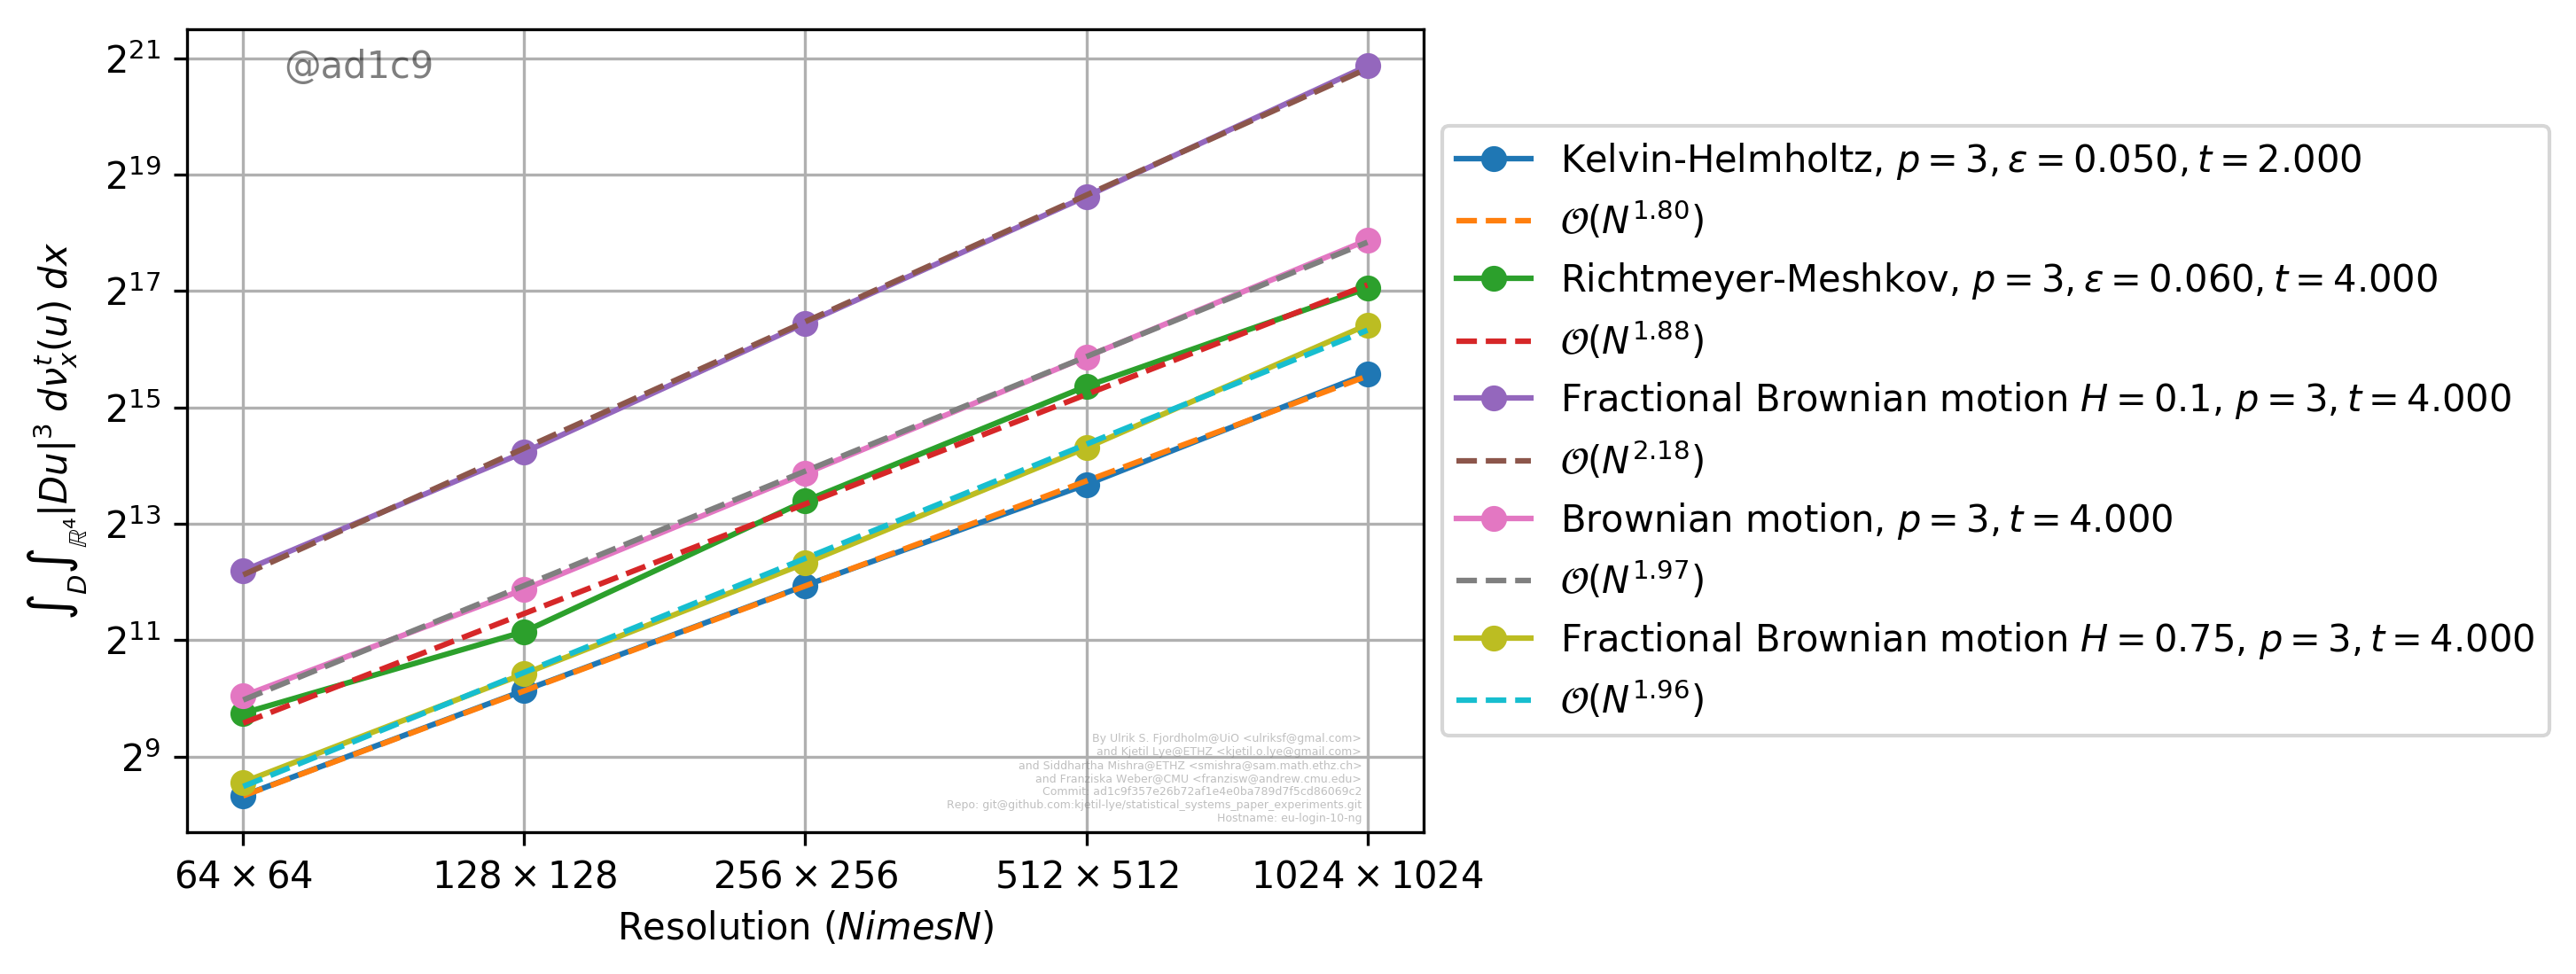 @ad1c9
2^21
2^19
2^17
2^15
2^13
2^11
2^9
∫_D ∫_{ℝ^4} |Du|^3 dν_x^t(u) dx
64 × 64
128 × 128
256 × 256
512 × 512
1024 × 1024
Resolution (NimesN)
By Ulrik S. Fjordholm@UiO <ulriksf@gmal.com>
and Kjetil Lye@ETHZ <kjetil.o.lye@gmail.com>
and Siddhartha Mishra@ETHZ <smishra@sam.math.ethz.ch>
and Franziska Weber@CMU <franzisw@andrew.cmu.edu>
Commit: ad1c9f357e26b72af1e4e0ba789d7f5cd86069c2
Repo: git@github.com:kjetil-lye/statistical_systems_paper_experiments.git
Hostname: eu-login-10-ng
Kelvin-Helmholtz, p = 3, ε = 0.050, t = 2.000
𝒪(N^1.80)
Richtmeyer-Meshkov, p = 3, ε = 0.060, t = 4.000
𝒪(N^1.88)
Fractional Brownian motion H = 0.1, p = 3, t = 4.000
𝒪(N^2.18)
Brownian motion, p = 3, t = 4.000
𝒪(N^1.97)
Fractional Brownian motion H = 0.75, p = 3, t = 4.000
𝒪(N^1.96)